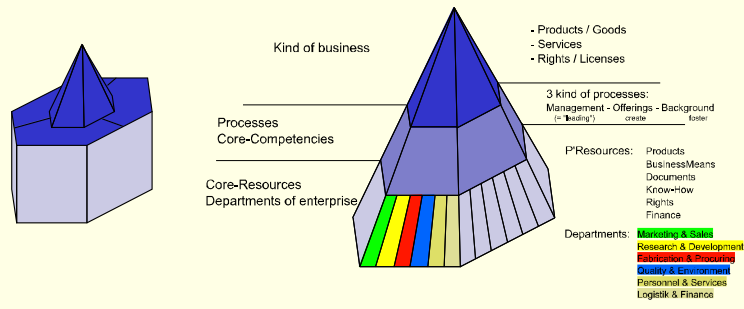 Kind of business
Processes
Core-Competencies
Core-Resources
Departments of enterprise
- Products / Goods
- Services
- Rights / Licenses
3 kind of processes:
Management - Offerings - Background
(= "leading") create foster
P'Resources:
Products
BusinessMeans
Documents
Know-How
Rights
Finance
Departments:
Marketing & Sales
Research & Development
Fabrication & Procuring
Quality & Environment
Personnel & Services
Logistik & Finance